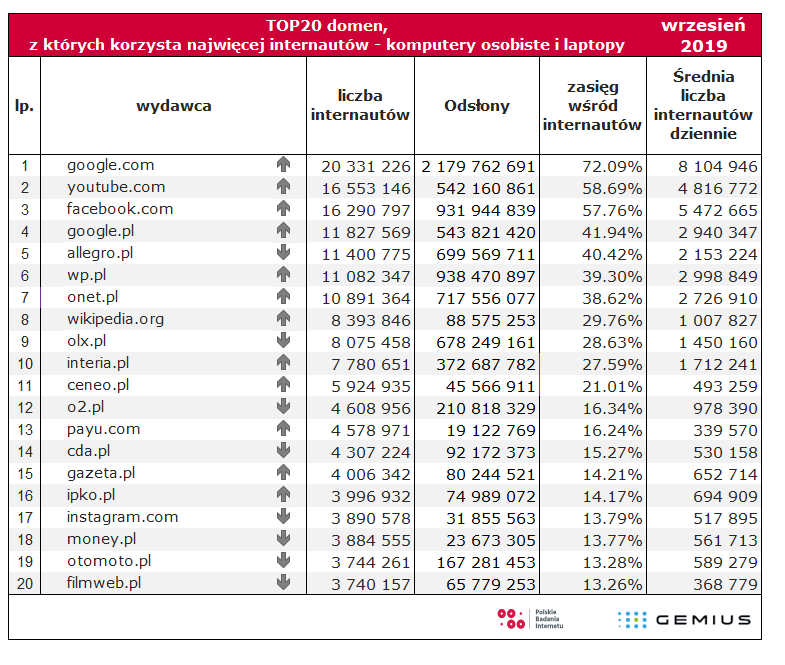 TOP20 domen,
z których korzysta najwięcej internautów - komputery osobiste i laptopy
wrzesień
2019
lp.
wydawca
liczba
internautów
Odsłony
zasięg
wśród
internautów
Średnia
liczba
internautów
dziennie
1 google.com 20 331 226 2 179 762 691 72.09% 8 104 946
2 youtube.com 16 553 146 542 160 861 58.69% 4 816 772
3 facebook.com 16 290 797 931 944 839 57.76% 5 472 665
4 google.pl 11 827 569 543 821 420 41.94% 2 940 347
5 allegro.pl 11 400 775 699 569 711 40.42% 2 153 224
6 wp.pl 11 082 347 938 470 897 39.30% 2 998 849
7 onet.pl 10 891 364 717 556 077 38.62% 2 726 910
8 wikipedia.org 8 393 846 88 575 253 29.76% 1 007 827
9 olx.pl 8 075 458 678 249 161 28.63% 1 450 160
10 interia.pl 7 780 651 372 687 782 27.59% 1 712 241
11 ceneo.pl 5 924 935 45 566 911 21.01% 493 259
12 o2.pl 4 608 956 210 818 329 16.34% 978 390
13 payu.com 4 578 971 19 122 769 16.24% 339 570
14 cda.pl 4 307 224 92 172 373 15.27% 530 158
15 gazeta.pl 4 006 342 80 244 521 14.21% 652 714
16 ipko.pl 3 996 932 74 989 072 14.17% 694 909
17 instagram.com 3 890 578 31 855 563 13.79% 517 895
18 money.pl 3 884 555 23 673 305 13.77% 561 713
19 otomoto.pl 3 744 261 167 281 453 13.28% 589 279
20 filmweb.pl 3 740 157 65 779 253 13.26% 368 779
Polskie
Badania
Internetu
GEMIUS